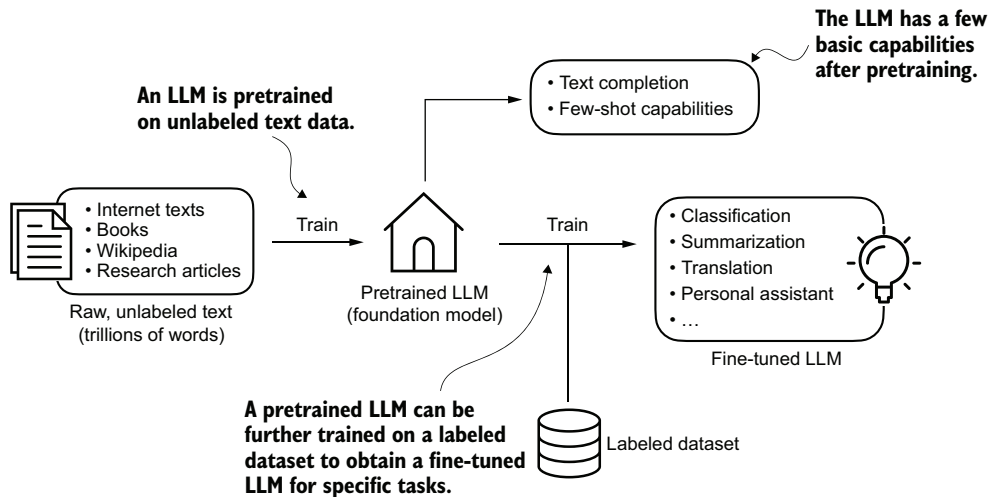 The LLM has a few
basic capabilities
after pretraining.
• Text completion
• Few-shot capabilities
An LLM is pretrained
on unlabeled text data.
• Internet texts
• Books
• Wikipedia
• Research articles
Raw, unlabeled text
(trillions of words)
Train
Pretrained LLM
(foundation model)
Train
• Classification
• Summarization
• Translation
• Personal assistant
• …
Fine-tuned LLM
A pretrained LLM can be
further trained on a labeled
dataset to obtain a fine-tuned
LLM for specific tasks.
Labeled dataset